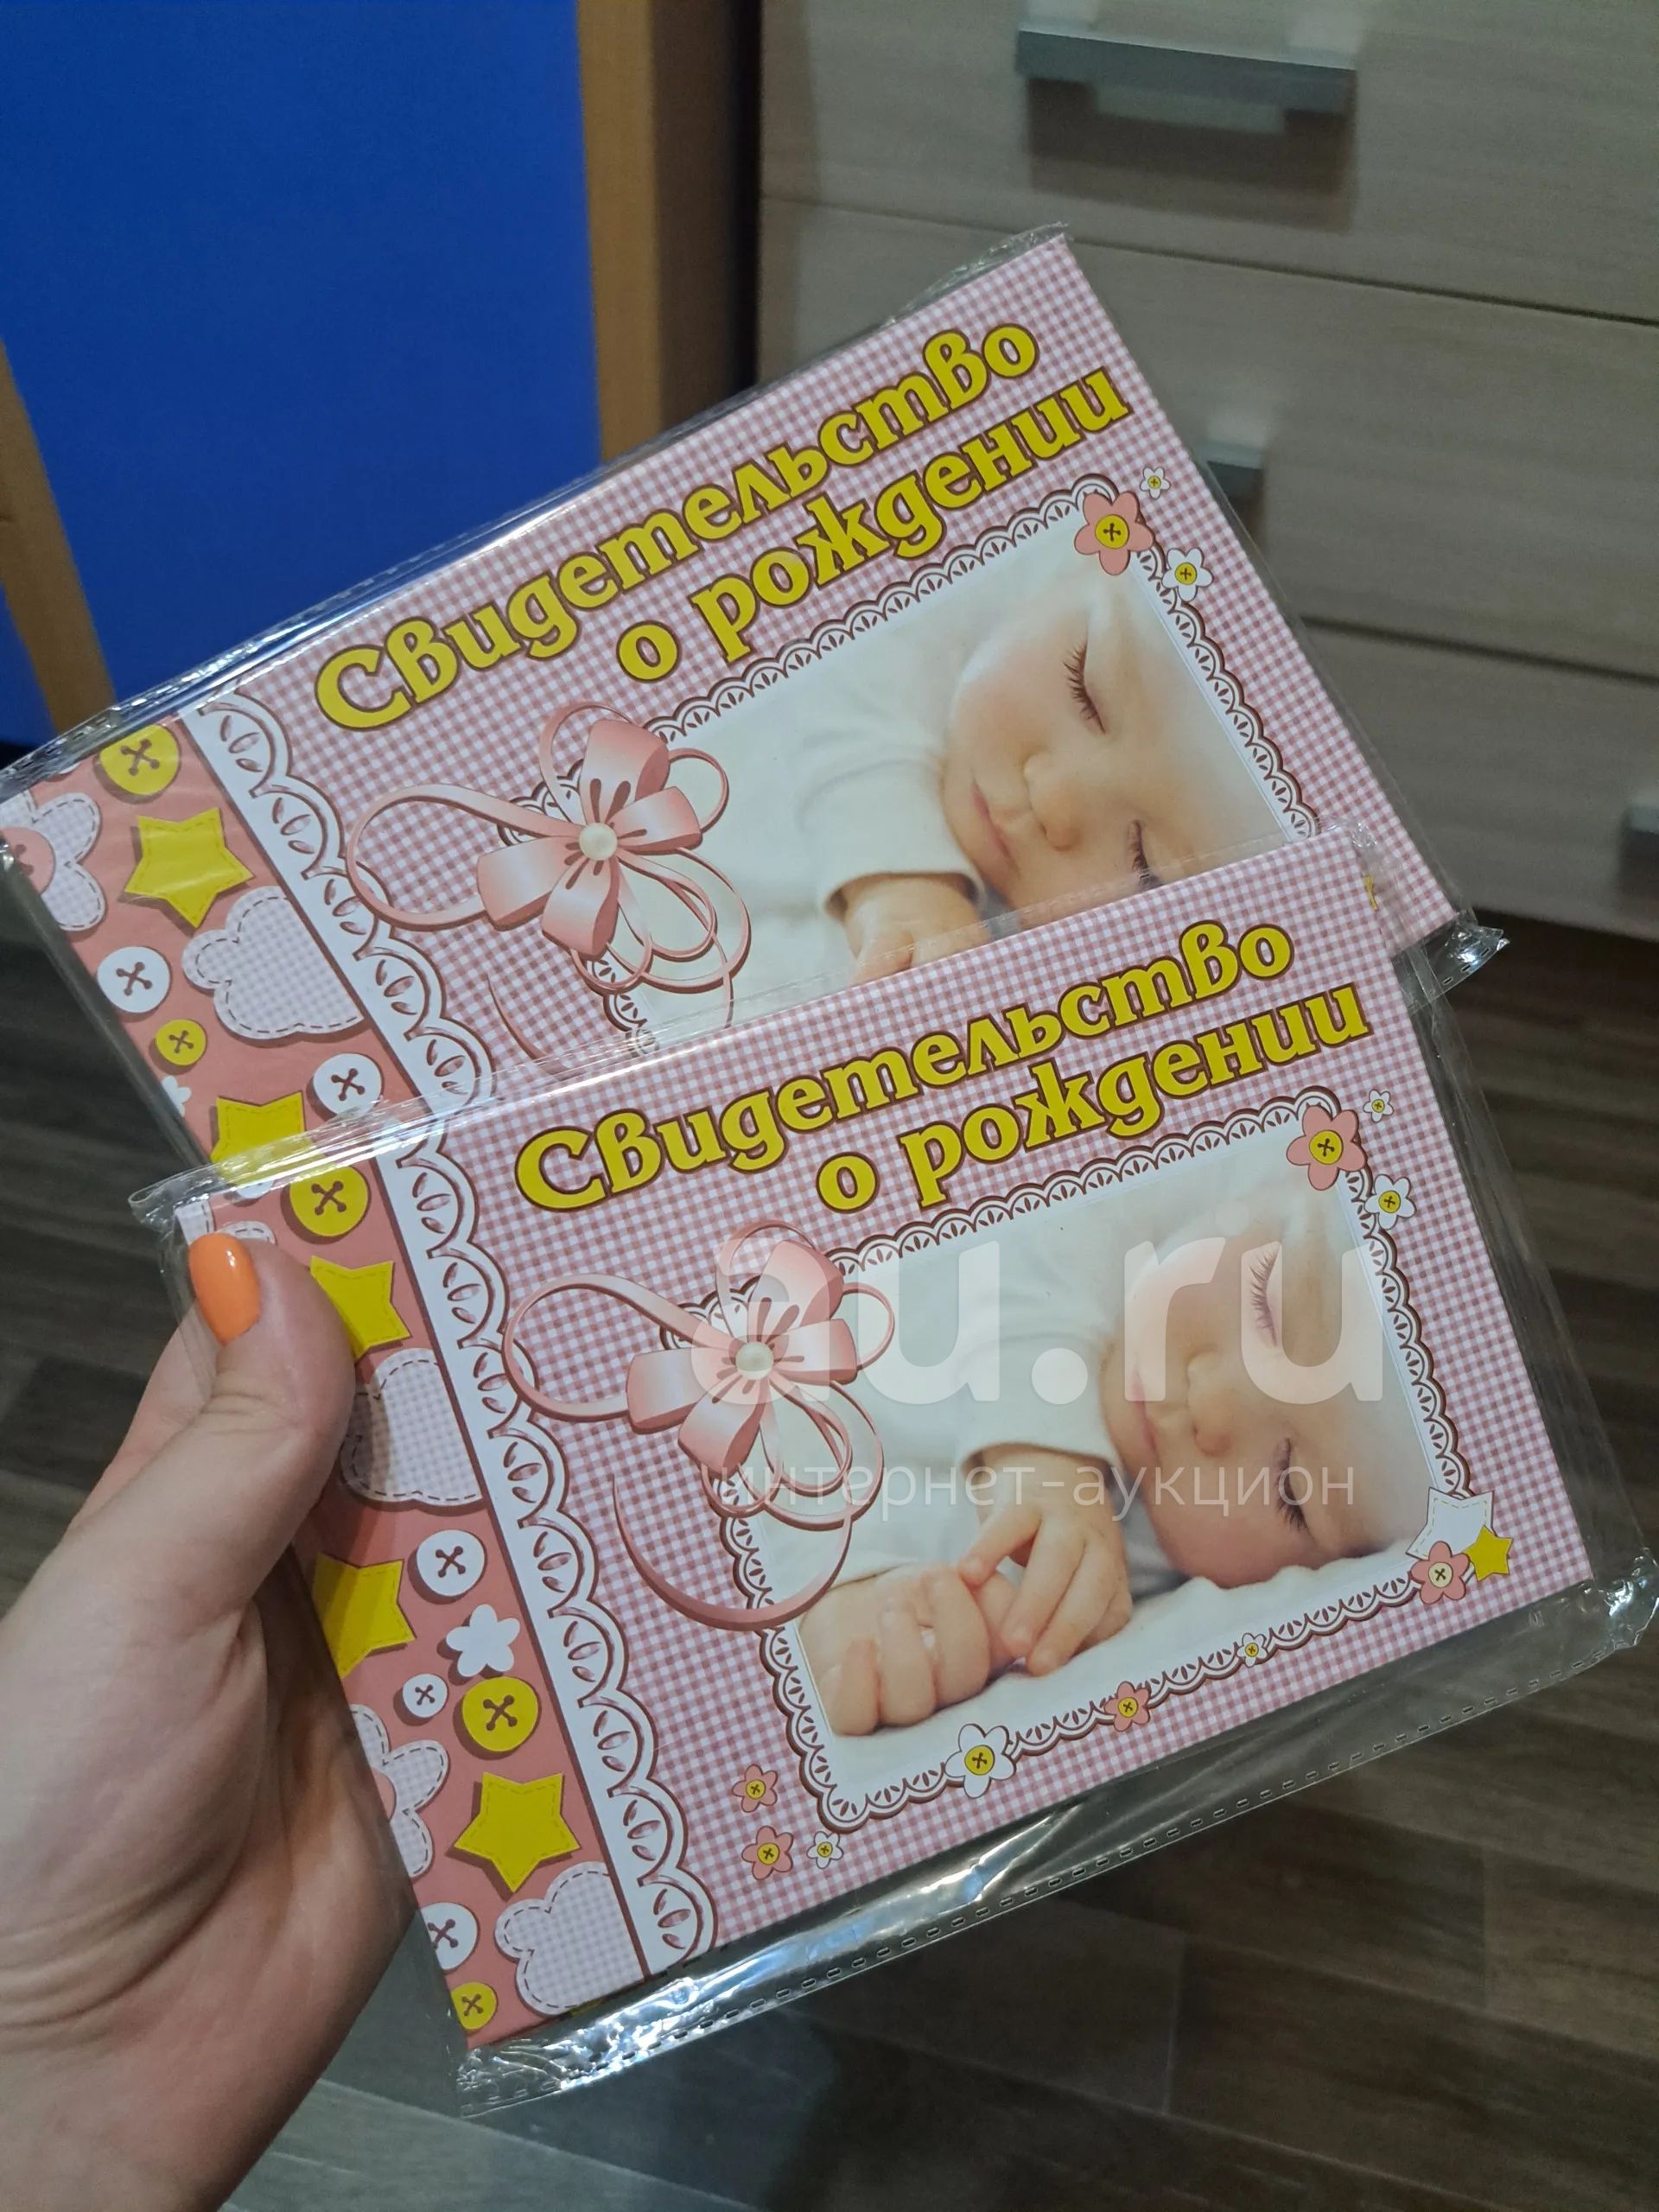 Свидетельство
о рождении
Свидетельство
о рождении
au.ru
интернет-аукцион